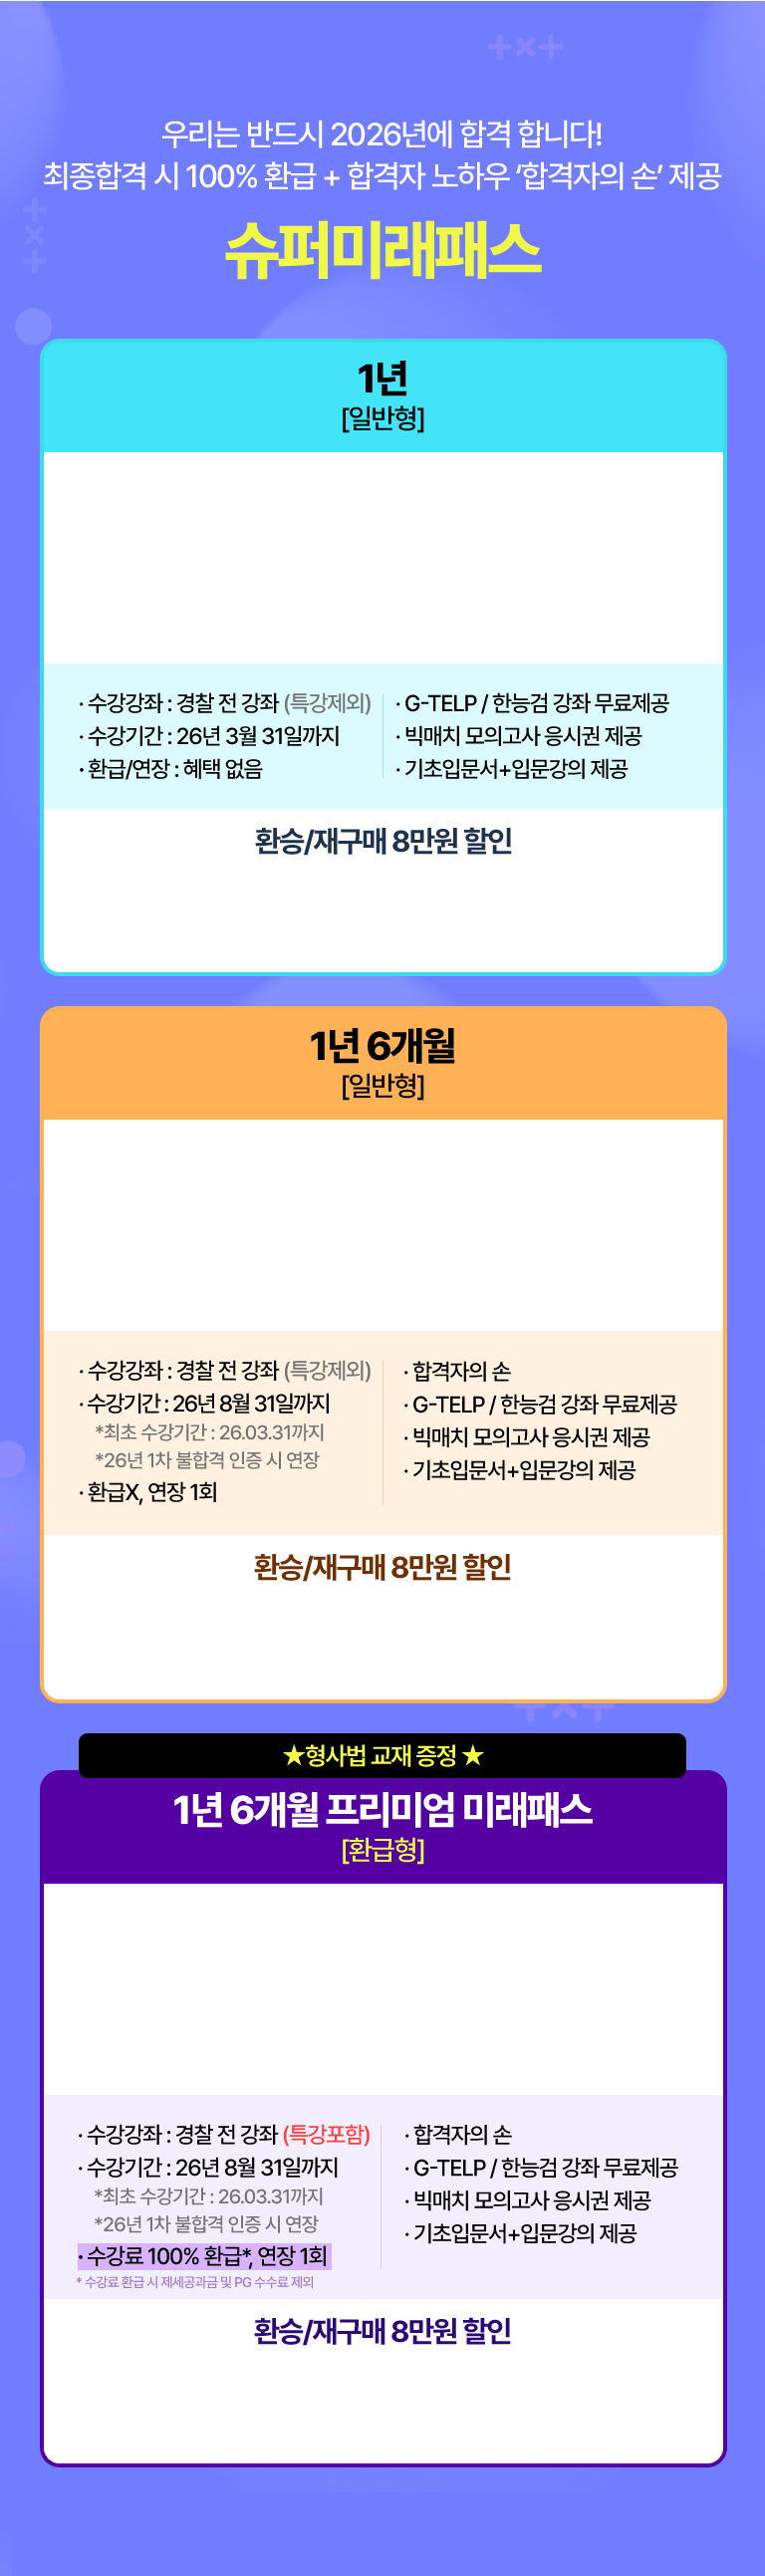 우리는 반드시 2026년에 합격 합니다!
최종합격 시 100% 환급 + 합격자 노하우 ‘합격자의 손’ 제공
슈퍼미래패스
1년
[일반형]
· 수강강좌 : 경찰 전 강좌 (특강제외)
· 수강기간 : 26년 3월 31일까지
· 환급/연장 : 혜택 없음
· G-TELP / 한능검 강좌 무료제공
· 빅매치 모의고사 응시권 제공
· 기초입문서+입문강의 제공
환승/재구매 8만원 할인
1년 6개월
[일반형]
· 수강강좌 : 경찰 전 강좌 (특강제외)
· 수강기간 : 26년 8월 31일까지
*최초 수강기간 : 26.03.31까지
*26년 1차 불합격 인증 시 연장
· 환급X, 연장 1회
· 합격자의 손
· G-TELP / 한능검 강좌 무료제공
· 빅매치 모의고사 응시권 제공
· 기초입문서+입문강의 제공
환승/재구매 8만원 할인
★형사법 교재 증정 ★
1년 6개월 프리미엄 미래패스
[환급형]
· 수강강좌 : 경찰 전 강좌 (특강포함)
· 수강기간 : 26년 8월 31일까지
*최초 수강기간 : 26.03.31까지
*26년 1차 불합격 인증 시 연장
· 수강료 100% 환급*, 연장 1회
* 수강료 환급 시 제세공과금 및 PG 수수료 제외
· 합격자의 손
· G-TELP / 한능검 강좌 무료제공
· 빅매치 모의고사 응시권 제공
· 기초입문서+입문강의 제공
환승/재구매 8만원 할인